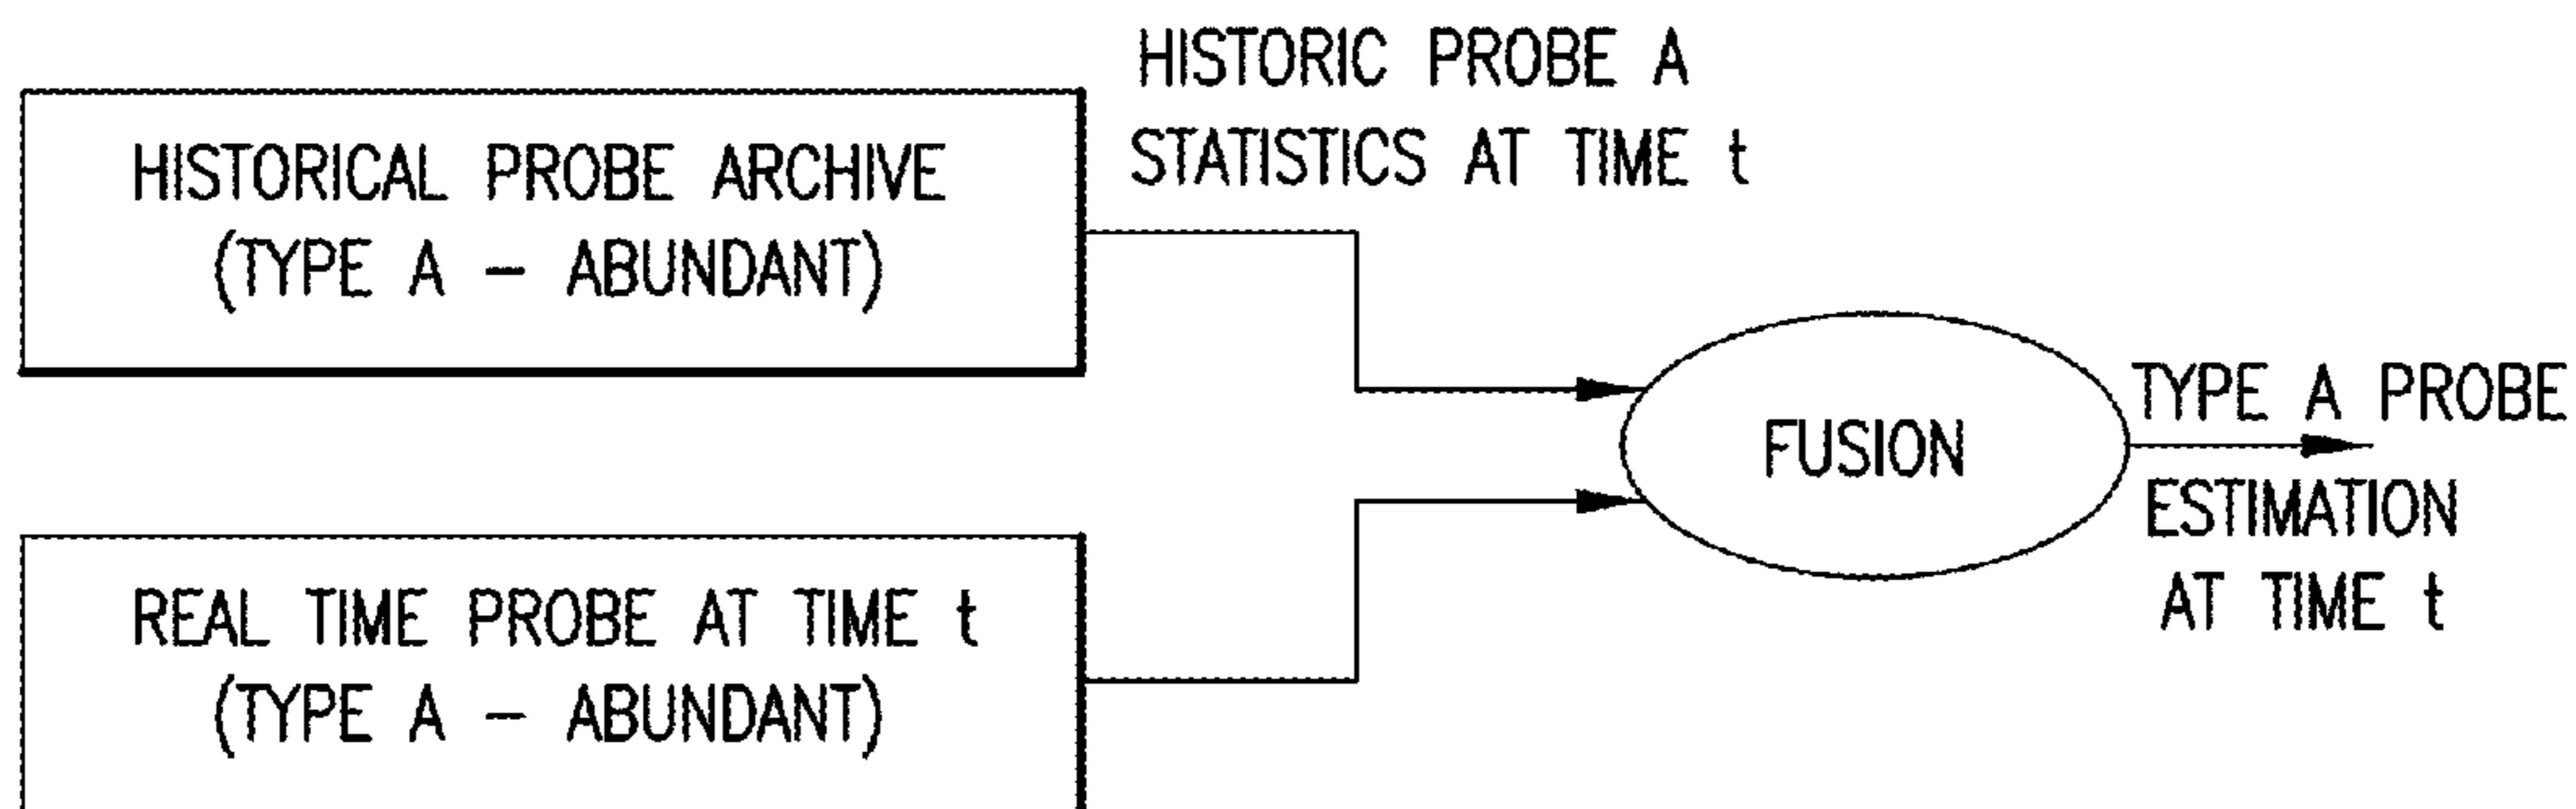 HISTORIC PROBE A
STATISTICS AT TIME t
HISTORICAL PROBE ARCHIVE
(TYPE A – ABUNDANT)
FUSION
TYPE A PROBE
ESTIMATION
AT TIME t
REAL TIME PROBE AT TIME t
(TYPE A – ABUNDANT)